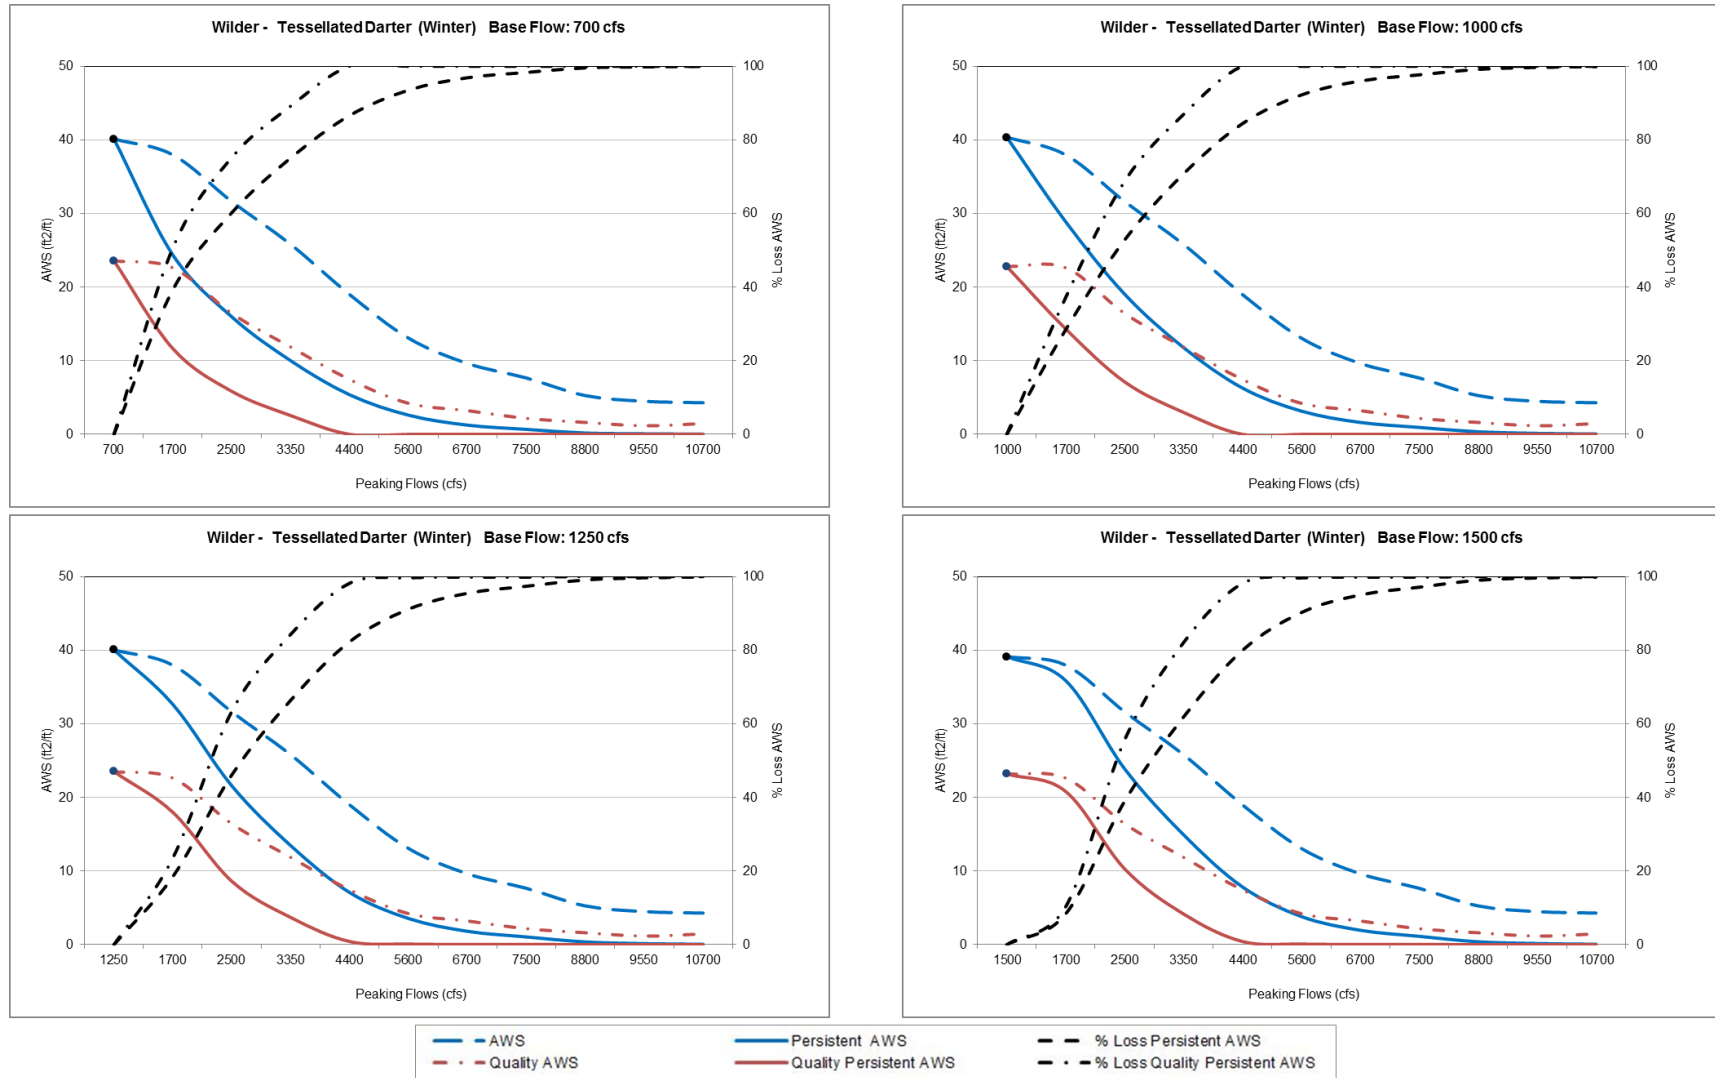 Wilder - Tessellated Darter (Winter) Base Flow: 700 cfs
50
40
30
20
10
0
AWS (ft2/ft)
100
80
60
40
20
0
% Loss AWS
700 1700 2500 3350 4400 5600 6700 7500 8800 9550 10700
Peaking Flows (cfs)
Wilder - Tessellated Darter (Winter) Base Flow: 1000 cfs
50
40
30
20
10
0
AWS (ft2/ft)
100
80
60
40
20
0
% Loss AWS
1000 1700 2500 3350 4400 5600 6700 7500 8800 9550 10700
Peaking Flows (cfs)
Wilder - Tessellated Darter (Winter) Base Flow: 1250 cfs
50
40
30
20
10
0
AWS (ft2/ft)
100
80
60
40
20
0
% Loss AWS
1250 1700 2500 3350 4400 5600 6700 7500 8800 9550 10700
Peaking Flows (cfs)
Wilder - Tessellated Darter (Winter) Base Flow: 1500 cfs
50
40
30
20
10
0
AWS (ft2/ft)
100
80
60
40
20
0
% Loss AWS
1500 1700 2500 3350 4400 5600 6700 7500 8800 9550 10700
Peaking Flows (cfs)
AWS Persistent AWS % Loss Persistent AWS
Quality AWS Quality Persistent AWS % Loss Quality Persistent AWS